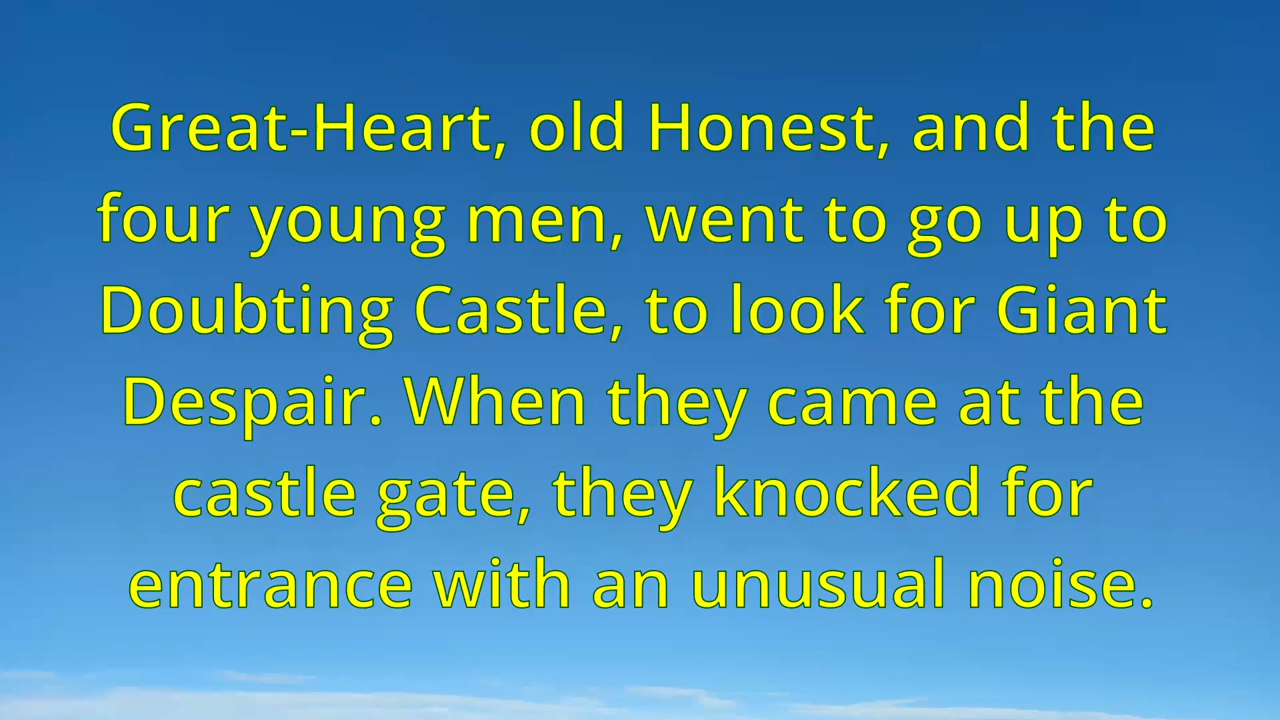 Great-Heart, old Honest, and the
four young men, went to go up to
Doubting Castle, to look for Giant
Despair. When they came at the
castle gate, they knocked for
entrance with an unusual noise.